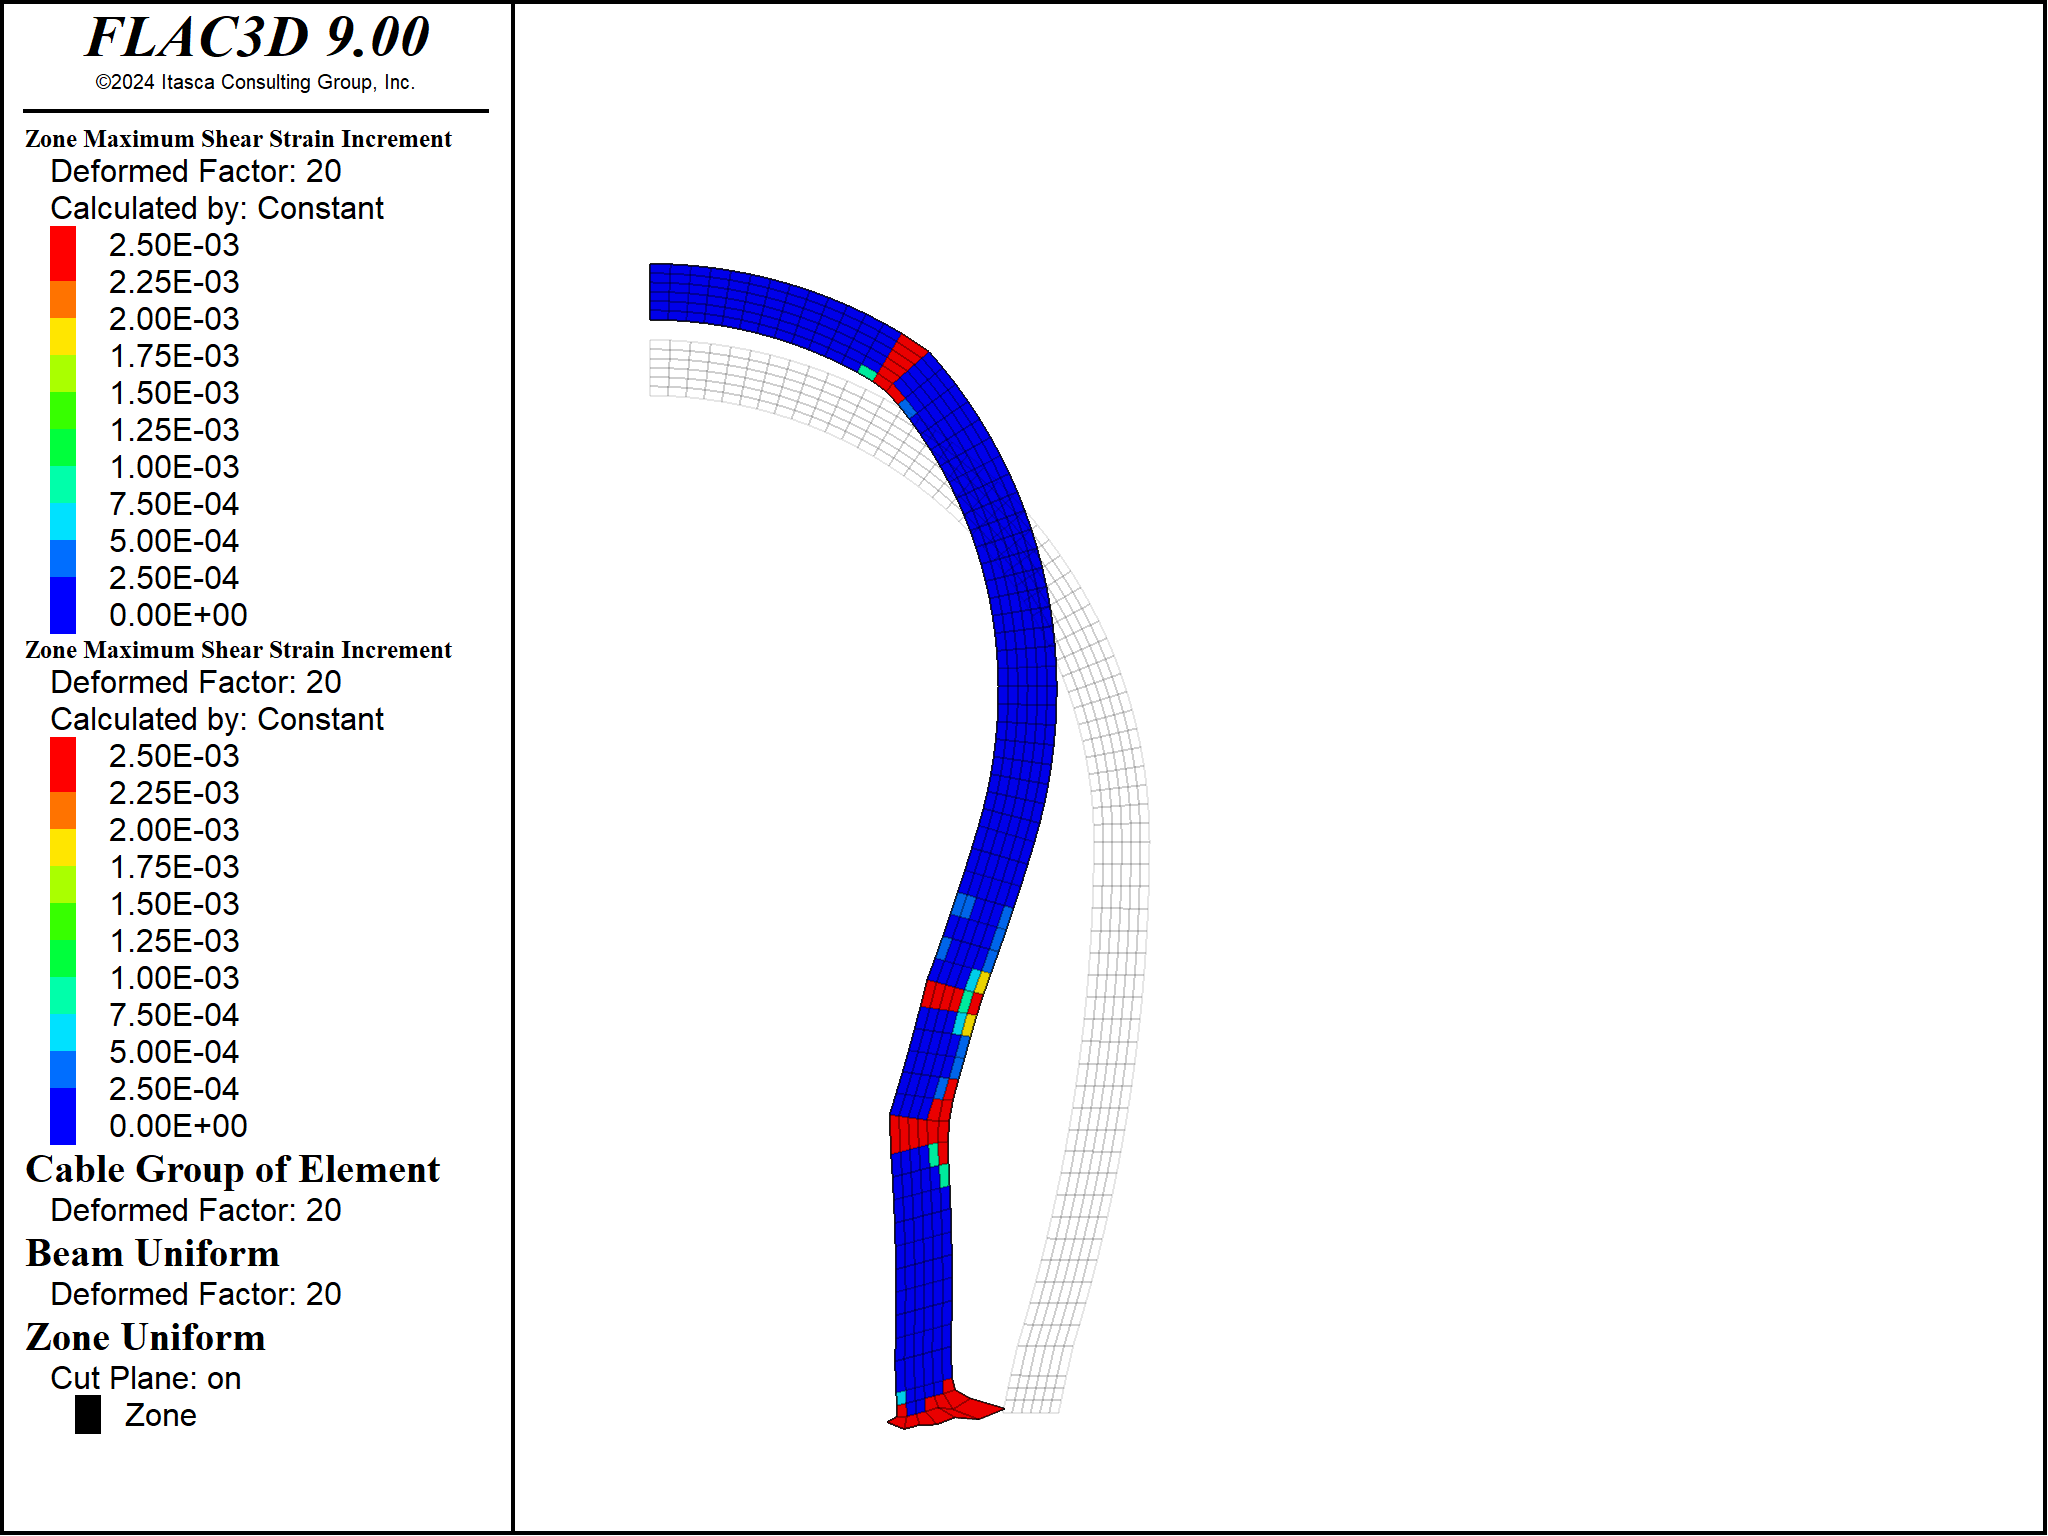 FLAC3D 9.00
©2024 Itasca Consulting Group, Inc.
Zone Maximum Shear Strain Increment
Deformed Factor: 20
Calculated by: Constant
2.50E-03
2.25E-03
2.00E-03
1.75E-03
1.50E-03
1.25E-03
1.00E-03
7.50E-04
5.00E-04
2.50E-04
0.00E+00
Zone Maximum Shear Strain Increment
Deformed Factor: 20
Calculated by: Constant
2.50E-03
2.25E-03
2.00E-03
1.75E-03
1.50E-03
1.25E-03
1.00E-03
7.50E-04
5.00E-04
2.50E-04
0.00E+00
Cable Group of Element
Deformed Factor: 20
Beam Uniform
Deformed Factor: 20
Zone Uniform
Cut Plane: on
Zone